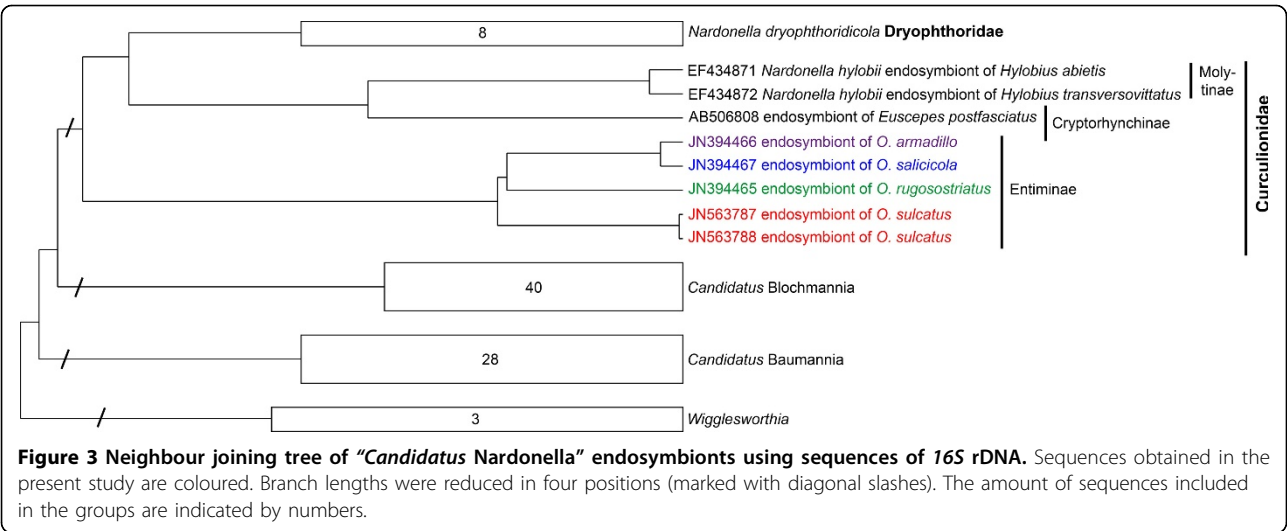 8
Nardonella dryophthoridicola Dryophthoridae
EF434871 Nardonella hylobii endosymbiont of Hylobius abietis
EF434872 Nardonella hylobii endosymbiont of Hylobius transversovittatus
Moly-
tinae
AB506808 endosymbiont of Euscepes postfasciatus
Cryptorhynchinae
JN394466 endosymbiont of O. armadillo
JN394467 endosymbiont of O. salicicola
JN394465 endosymbiont of O. rugosostriatus
JN563787 endosymbiont of O. sulcatus
JN563788 endosymbiont of O. sulcatus
Entiminae
Curculionidae
40
Candidatus Blochmannia
28
Candidatus Baumannia
3
Wigglesworthia
Figure 3 Neighbour joining tree of "Candidatus Nardonella" endosymbionts using sequences of 16S rDNA. Sequences obtained in the
present study are coloured. Branch lengths were reduced in four positions (marked with diagonal slashes). The amount of sequences included
in the groups are indicated by numbers.